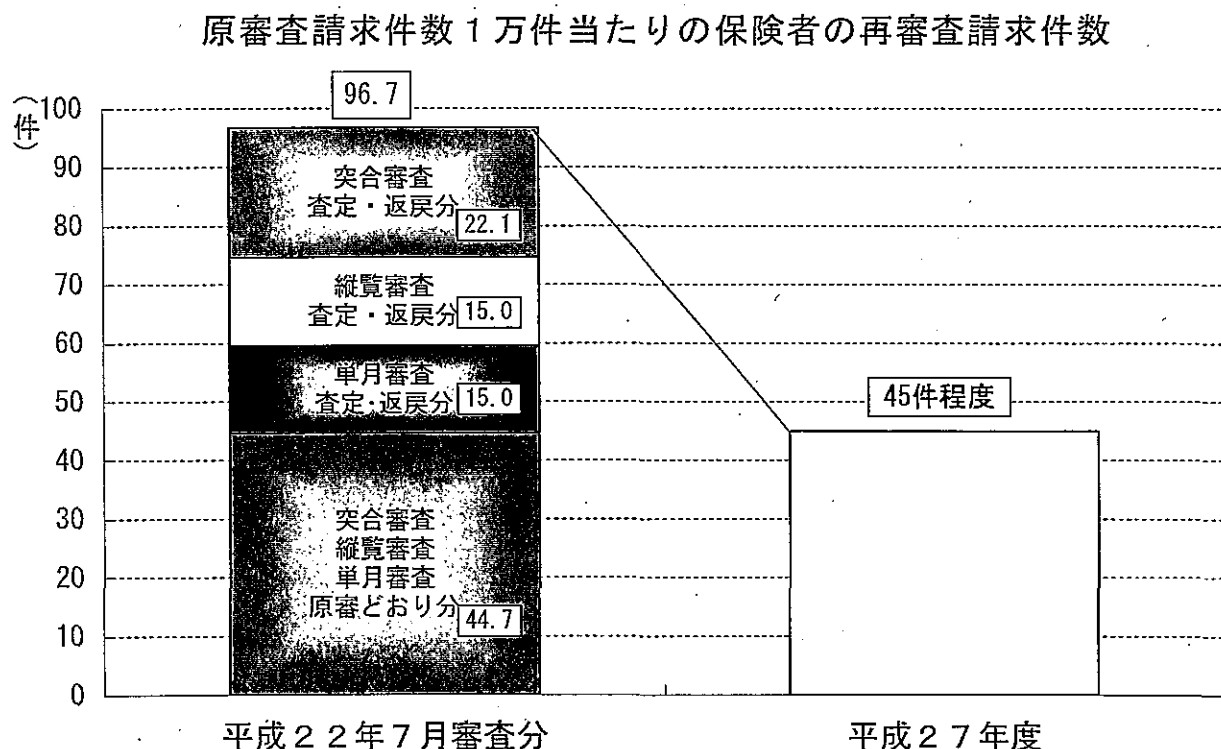 原審査請求件数１万件当たりの保険者の再審査請求件数
（件）
100
90
80
70
60
50
40
30
20
10
0
96.7
突合審査
査定・返戻分
22.1
縦覧審査
査定・返戻分
15.0
単月審査
査定・返戻分
15.0
突合審査
縦覧審査
単月審査
原審どおり分
44.7
45件程度
平成２２年７月審査分
平成２７年度